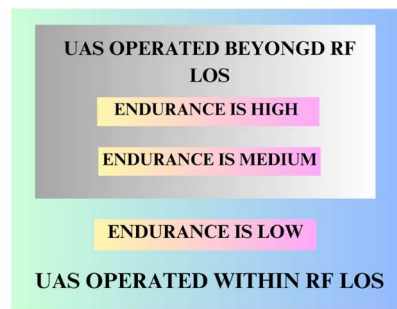 UAS OPERATED BEYONGD RF
LOS
ENDURANCE IS HIGH
ENDURANCE IS MEDIUM
ENDURANCE IS LOW
UAS OPERATED WITHIN RF LOS